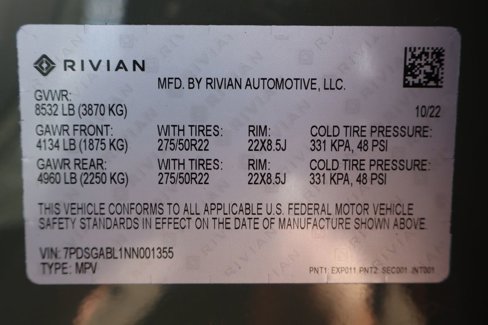 RIVIAN
MFD. BY RIVIAN AUTOMOTIVE, LLC.
GVWR:
8532 LB (3870 KG) 10/22
GAWR FRONT: WITH TIRES: RIM: COLD TIRE PRESSURE:
4134 LB (1875 KG) 275/50R22 22X8.5J 331 KPA, 48 PSI
GAWR REAR: WITH TIRES: RIM: COLD TIRE PRESSURE:
4960 LB (2250 KG) 275/50R22 22X8.5J 331 KPA, 48 PSI
THIS VEHICLE CONFORMS TO ALL APPLICABLE U.S. FEDERAL MOTOR VEHICLE
SAFETY STANDARDS IN EFFECT ON THE DATE OF MANUFACTURE SHOWN ABOVE.
VIN: 7PDSGABL1NN001355
TYPE: MPV
PNT1: EXP011 PNT2: SEC001 INT001